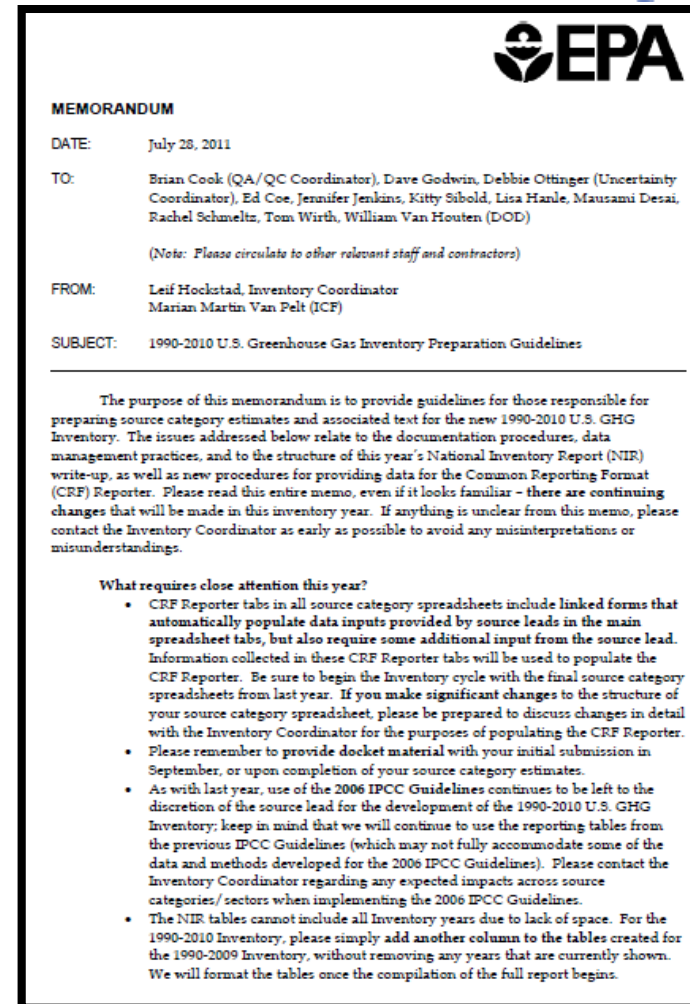 EPA
MEMORANDUM
DATE: July 28, 2011
TO: Brian Cook (QA/QC Coordinator), Dave Godwin, Debbie Ottinger (Uncertainty
Coordinator), Ed Coe, Jennifer Jenkins, Kitty Sibold, Lisa Hanle, Mausami Desai,
Rachel Schmeltz, Tom Wirth, William Van Houten (DOD)
(Note: Please circulate to other relevant staff and contractors)
FROM: Leif Hockstad, Inventory Coordinator
Marian Martin Van Pelt (ICF)
SUBJECT: 1990-2010 U.S. Greenhouse Gas Inventory Preparation Guidelines
The purpose of this memorandum is to provide guidelines for those responsible for
preparing source category estimates and associated text for the new 1990-2010 U.S. GHG
Inventory. The issues addressed below relate to the documentation procedures, data
management practices, and to the structure of this year's National Inventory Report (NIR)
write-up, as well as new procedures for providing data for the Common Reporting Format
(CRF) Reporter. Please read this entire memo, even if it looks familiar – there are continuing
changes that will be made in this inventory year. If anything is unclear from this memo, please
contact the Inventory Coordinator as early as possible to avoid any misinterpretations or
misunderstandings.
What requires close attention this year?
• CRF Reporter tabs in all source category spreadsheets include linked forms that
automatically populate data inputs provided by source leads in the main
spreadsheet tabs, but also require some additional input from the source lead.
Information collected in these CRF Reporter tabs will be used to populate the
CRF Reporter. Be sure to begin the Inventory cycle with the final source category
spreadsheets from last year. If you make significant changes to the structure of
your source category spreadsheet, please be prepared to discuss changes in detail
with the Inventory Coordinator for the purposes of populating the CRF Reporter.
• Please remember to provide docket material with your initial submission in
September, or upon completion of your source category estimates.
• As with last year, use of the 2006 IPCC Guidelines continues to be left to the
discretion of the source lead for the development of the 1990-2010 U.S. GHG
Inventory; keep in mind that we will continue to use the reporting tables from
the previous IPCC Guidelines (which may not fully accommodate some of the
data and methods developed for the 2006 IPCC Guidelines). Please contact the
Inventory Coordinator regarding any expected impacts across source
categories/sectors when implementing the 2006 IPCC Guidelines.
• The NIR tables cannot include all Inventory years due to lack of space. For the
1990-2010 Inventory, please simply add another column to the tables created for
the 1990-2009 Inventory, without removing any years that are currently shown.
We will format the tables once the compilation of the full report begins.